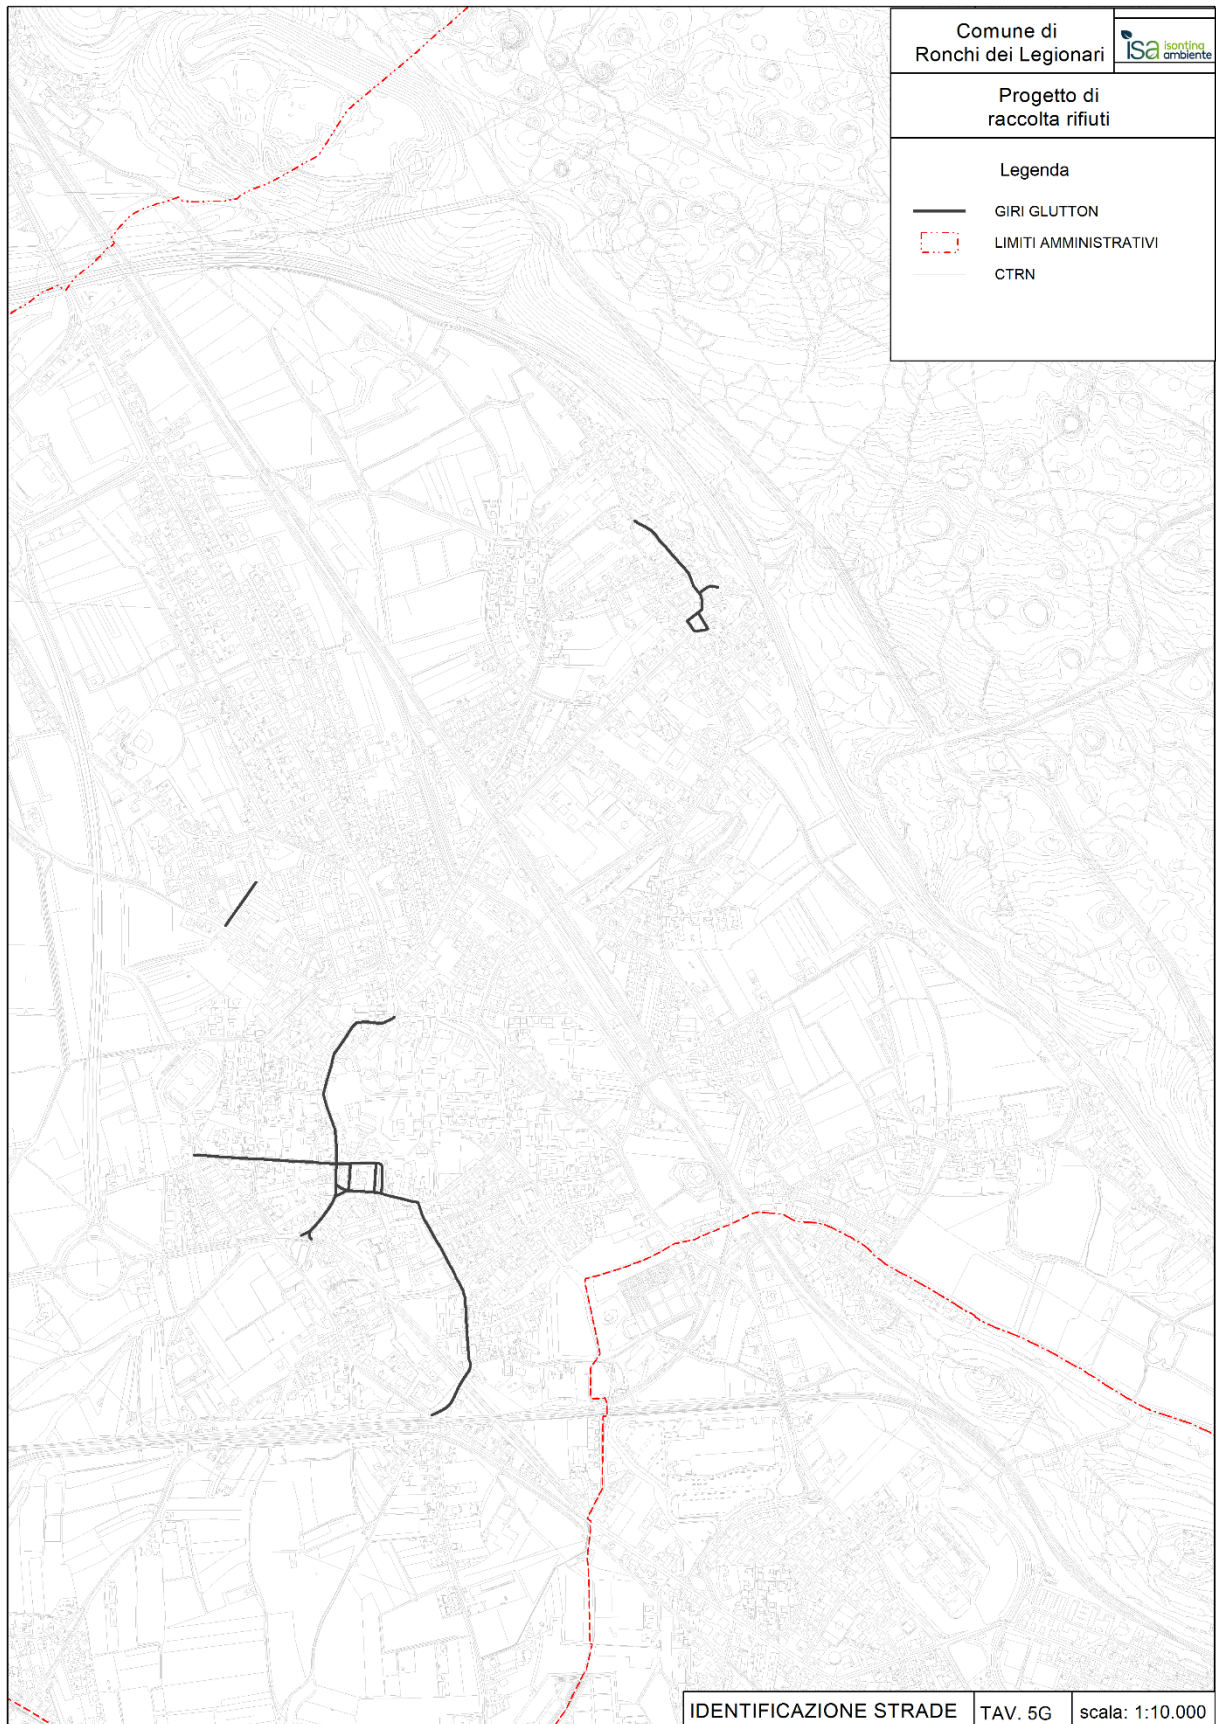 Comune di
Ronchi dei Legionari
isa isontina
ambiente
Progetto di
raccolta rifiuti
Legenda
GIRI GLUTTON
LIMITI AMMINISTRATIVI
CTRN
IDENTIFICAZIONE STRADE
TAV. 5G
scala: 1:10.000